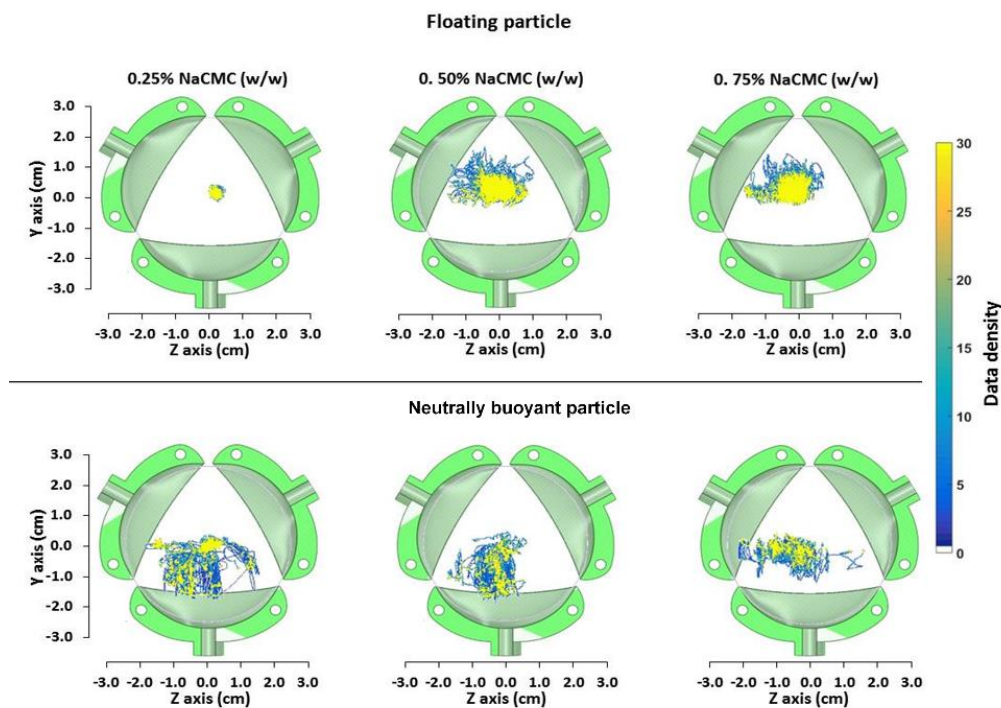 Floating particle
0.25% NaCMC (w/w) 0. 50% NaCMC (w/w) 0. 75% NaCMC (w/w)
3.0
2.0
1.0
0.0
-1.0
-2.0
-3.0
Y axis (cm)
-3.0 -2.0 -1.0 0.0 1.0 2.0 3.0 -3.0 -2.0 -1.0 0.0 1.0 2.0 3.0 -3.0 -2.0 -1.0 0.0 1.0 2.0 3.0
Z axis (cm) Z axis (cm) Z axis (cm)
30
25
20
15
10
5
0
Data density
Neutrally buoyant particle
3.0
2.0
1.0
0.0
-1.0
-2.0
-3.0
Y axis (cm)
-3.0 -2.0 -1.0 0.0 1.0 2.0 3.0 -3.0 -2.0 -1.0 0.0 1.0 2.0 3.0 -3.0 -2.0 -1.0 0.0 1.0 2.0 3.0
Z axis (cm) Z axis (cm) Z axis (cm)